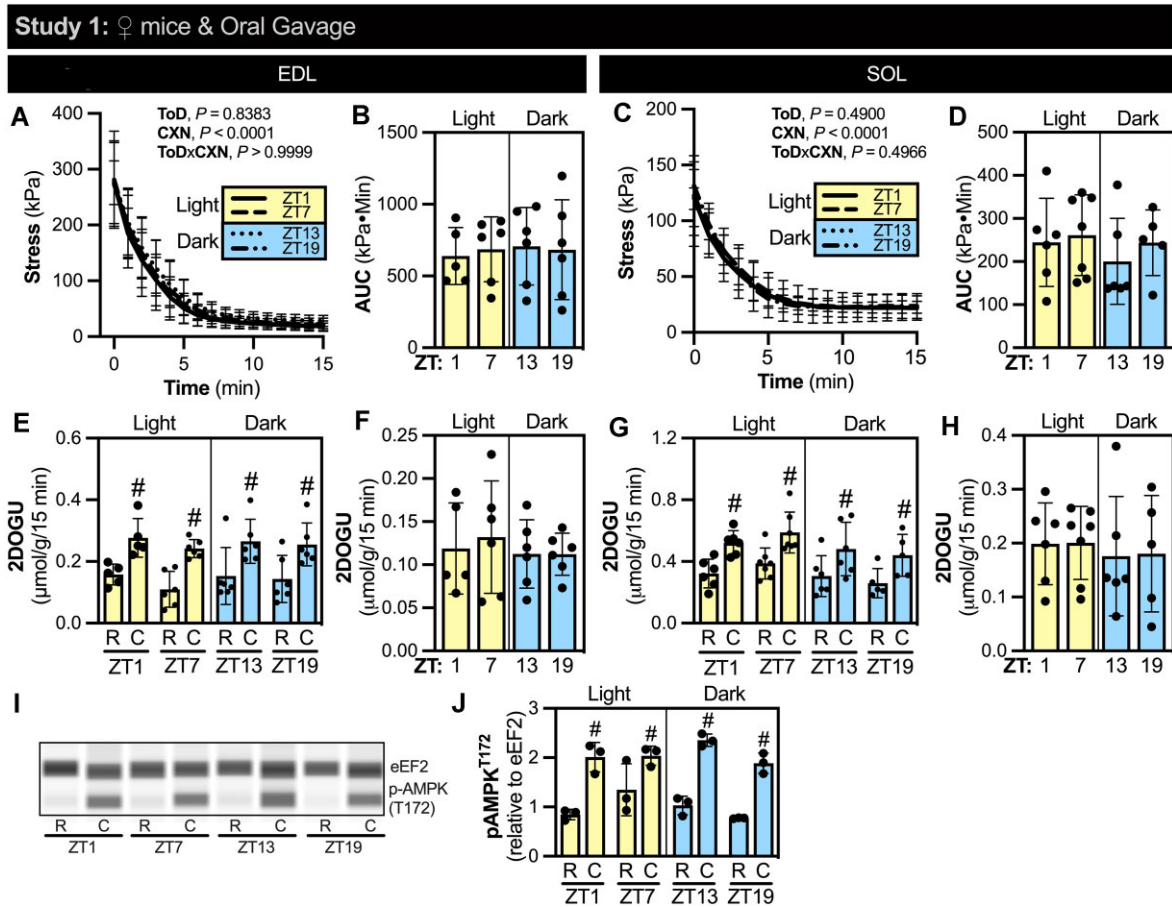 Study 1: ♀ mice & Oral Gavage
EDL
SOL
A
ToD, P = 0.8383
CXN, P < 0.0001
ToDxCXN, P > 0.9999
Light
ZT1
ZT7
Dark
ZT13
ZT19
Stress (kPa)
400
300
200
100
0
0 5 10 15
Time (min)
B
Light Dark
AUC (kPa•Min)
1500
1000
500
0
ZT: 1 7 13 19
C
ToD, P = 0.4900
CXN, P < 0.0001
ToDxCXN, P = 0.4966
Light
ZT1
ZT7
Dark
ZT13
ZT19
Stress (kPa)
200
150
100
50
0
0 5 10 15
Time (min)
D
Light Dark
AUC (kPa•Min)
500
400
300
200
100
0
ZT: 1 7 13 19
E
Light Dark
2DOGU
(µmol/g/15 min)
0.6
0.4
0.2
0.0
# # # #
R C R C R C R C
ZT1 ZT7 ZT13 ZT19
F
Light Dark
2DOGU
(µmol/g/15 min)
0.25
0.20
0.15
0.10
0.05
0.00
ZT: 1 7 13 19
G
Light Dark
2DOGU
(µmol/g/15 min)
1.2
0.8
0.4
0.0
# # # #
R C R C R C R C
ZT1 ZT7 ZT13 ZT19
H
Light Dark
2DOGU
(µmol/g/15 min)
0.4
0.3
0.2
0.1
0.0
ZT: 1 7 13 19
I
eEF2
p-AMPK
(T172)
R C R C R C R C
ZT1 ZT7 ZT13 ZT19
J
Light Dark
pAMPK^T172
(relative to eEF2)
3
2
1
0
# # # #
R C R C R C R C
ZT1 ZT7 ZT13 ZT19